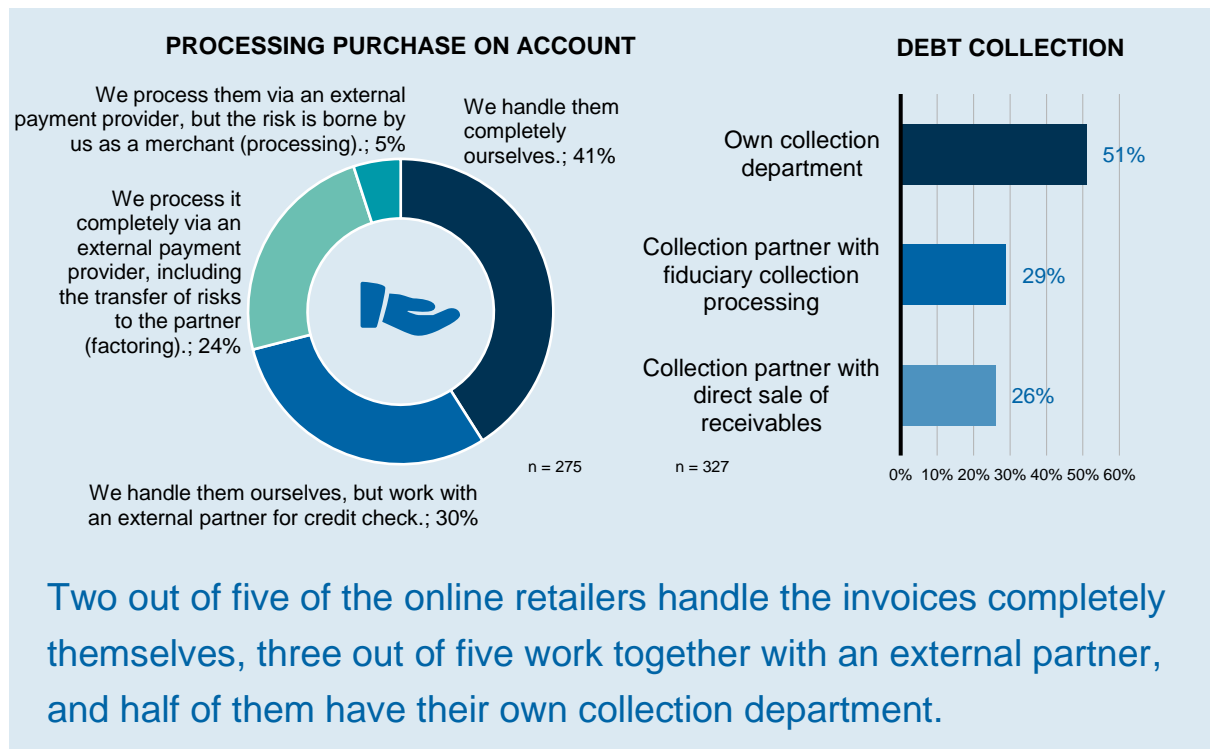 PROCESSING PURCHASE ON ACCOUNT
We process them via an external
payment provider, but the risk is borne by
us as a merchant (processing).; 5%
We handle them
completely
ourselves.; 41%
We process it
completely via an
external payment
provider, including
the transfer of risks
to the partner
(factoring).; 24%
We handle them ourselves, but work with
an external partner for credit check.; 30%
n = 275
DEBT COLLECTION
Own collection
department
51%
Collection partner with
fiduciary collection
processing
29%
Collection partner with
direct sale of
receivables
26%
n = 327
0% 10% 20% 30% 40% 50% 60%
Two out of five of the online retailers handle the invoices completely
themselves, three out of five work together with an external partner,
and half of them have their own collection department.